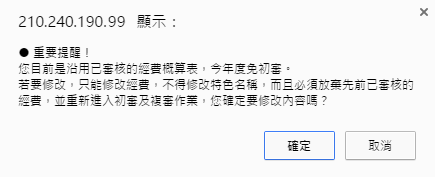 210.240.190.99 顯示：
● 重要提醒！
您目前是沿用已審核的經費概算表，今年度免初審。
若要修改，只能修改經費，不得修改特色名稱，而且必須放棄先前已審核的
經費，並重新進入初審及複審作業，您確定要修改內容嗎？
確定
取消